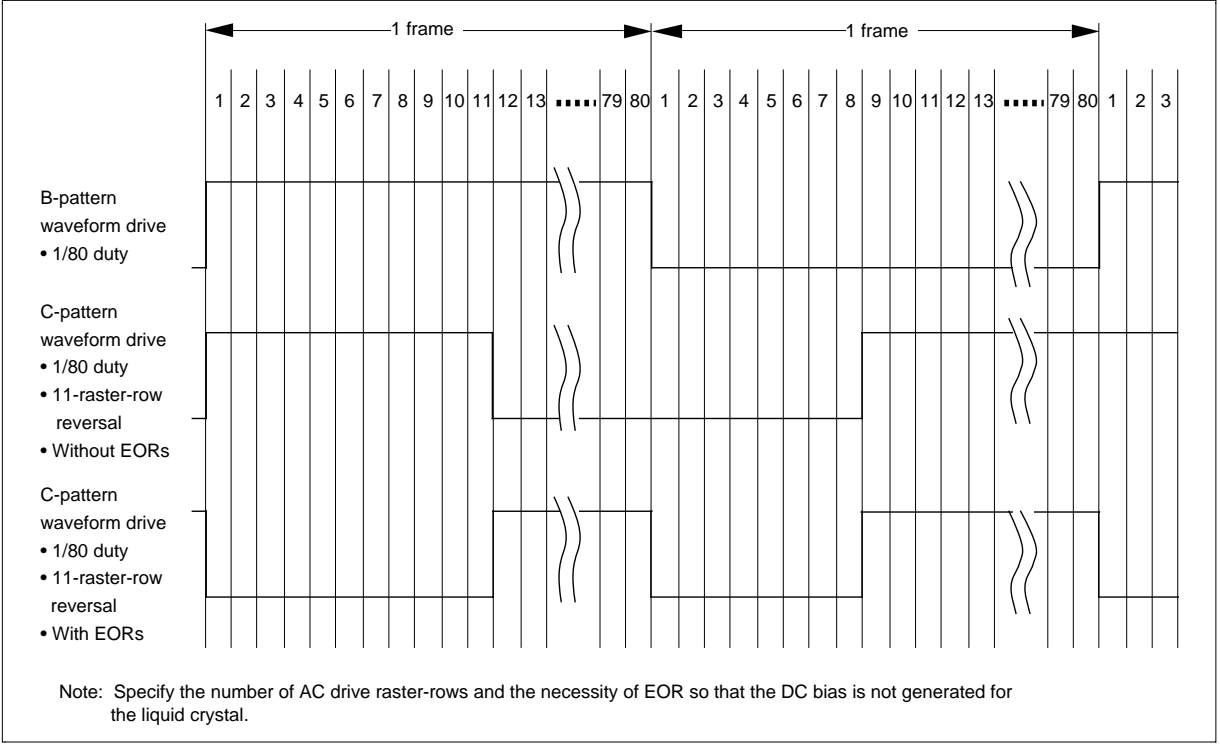 1 frame 1 frame
1 2 3 4 5 6 7 8 9 10 11 12 13 79 80 1 2 3 4 5 6 7 8 9 10 11 12 13 79 80 1 2 3
B-pattern
waveform drive
• 1/80 duty
C-pattern
waveform drive
• 1/80 duty
• 11-raster-row
reversal
• Without EORs
C-pattern
waveform drive
• 1/80 duty
• 11-raster-row
reversal
• With EORs
Note: Specify the number of AC drive raster-rows and the necessity of EOR so that the DC bias is not generated for
the liquid crystal.